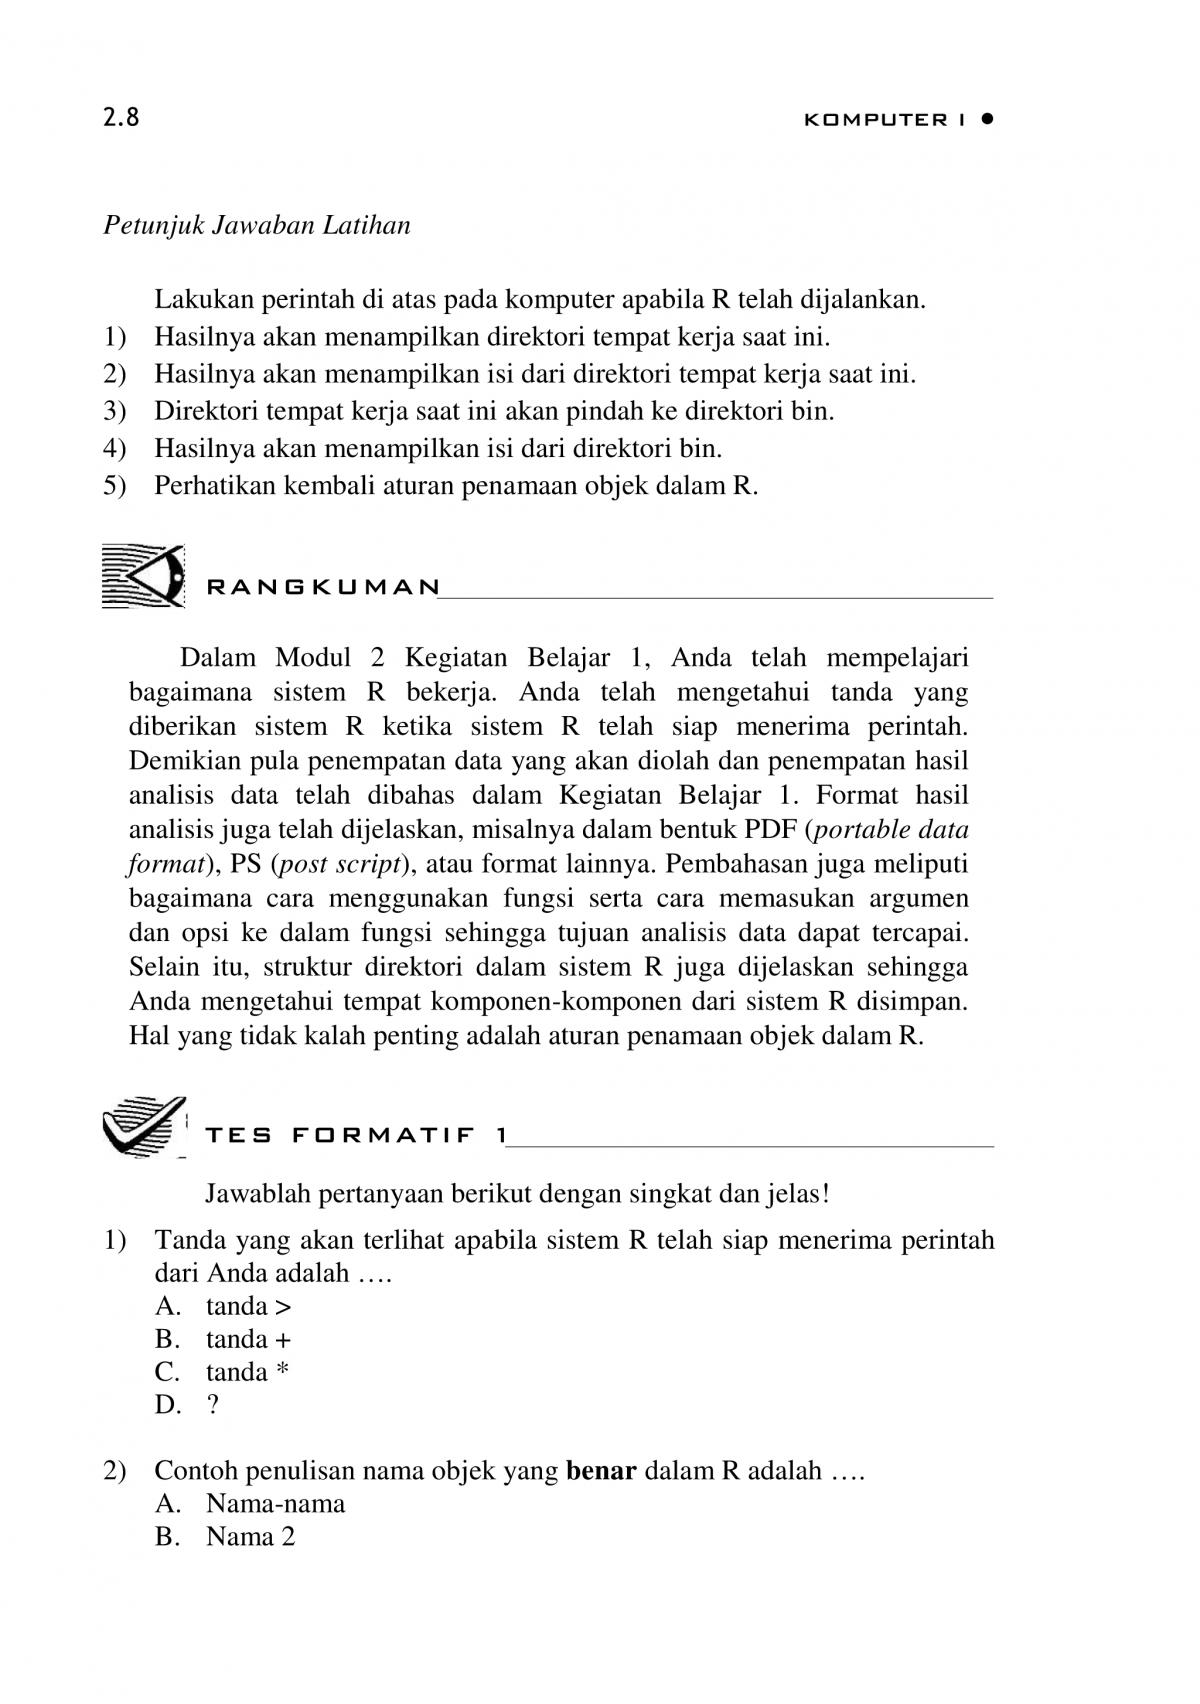 2.8 KOMPUTER I ●
Petunjuk Jawaban Latihan
Lakukan perintah di atas pada komputer apabila R telah dijalankan.
1) Hasilnya akan menampilkan direktori tempat kerja saat ini.
2) Hasilnya akan menampilkan isi dari direktori tempat kerja saat ini.
3) Direktori tempat kerja saat ini akan pindah ke direktori bin.
4) Hasilnya akan menampilkan isi dari direktori bin.
5) Perhatikan kembali aturan penamaan objek dalam R.
RANGKUMAN
Dalam Modul 2 Kegiatan Belajar 1, Anda telah mempelajari
bagaimana sistem R bekerja. Anda telah mengetahui tanda yang
diberikan sistem R ketika sistem R telah siap menerima perintah.
Demikian pula penempatan data yang akan diolah dan penempatan hasil
analisis data telah dibahas dalam Kegiatan Belajar 1. Format hasil
analisis juga telah dijelaskan, misalnya dalam bentuk PDF (portable data
format), PS (post script), atau format lainnya. Pembahasan juga meliputi
bagaimana cara menggunakan fungsi serta cara memasukan argumen
dan opsi ke dalam fungsi sehingga tujuan analisis data dapat tercapai.
Selain itu, struktur direktori dalam sistem R juga dijelaskan sehingga
Anda mengetahui tempat komponen-komponen dari sistem R disimpan.
Hal yang tidak kalah penting adalah aturan penamaan objek dalam R.
TES FORMATIF 1
Jawablah pertanyaan berikut dengan singkat dan jelas!
1) Tanda yang akan terlihat apabila sistem R telah siap menerima perintah
dari Anda adalah ….
A. tanda >
B. tanda +
C. tanda *
D. ?
2) Contoh penulisan nama objek yang benar dalam R adalah ….
A. Nama-nama
B. Nama 2